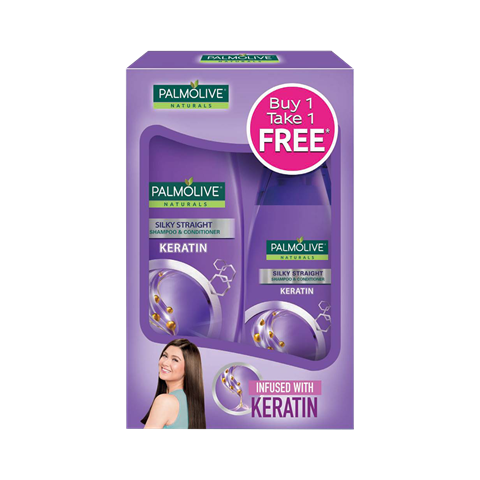 PALMOLIVE
NATURALS
Buy 1
Take 1
FREE*
PALMOLIVE
NATURALS
SILKY STRAIGHT
SHAMPOO & CONDITIONER
KERATIN
PALMOLIVE
NATURALS
SILKY STRAIGHT
SHAMPOO & CONDITIONER
KERATIN
INFUSED WITH
KERATIN